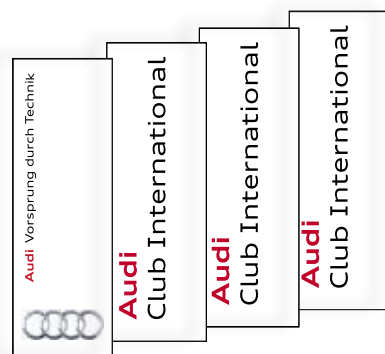 Audi Vorsprung durch Technik
Audi
Club International
Audi
Club International
Audi
Club International